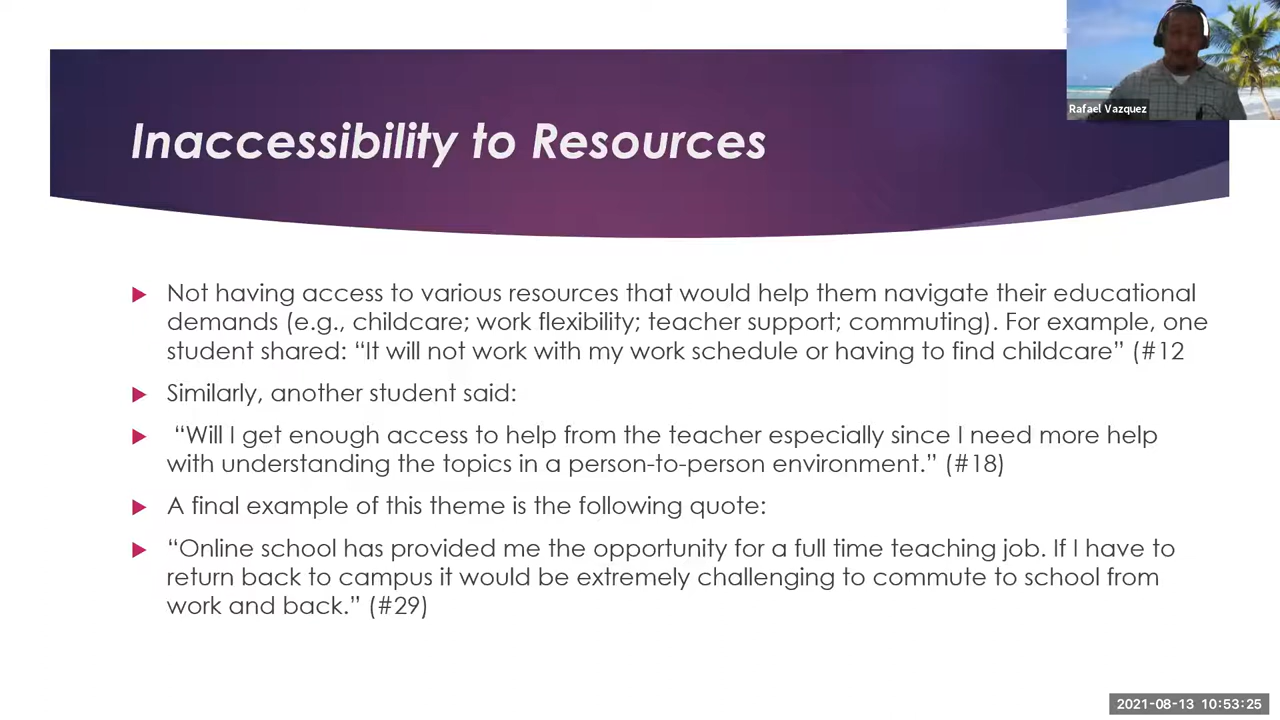 Rafael Vazquez
Inaccessibility to Resources
Not having access to various resources that would help them navigate their educational
demands (e.g., childcare; work flexibility; teacher support; commuting). For example, one
student shared: “It will not work with my work schedule or having to find childcare” (#12
Similarly, another student said:
“Will I get enough access to help from the teacher especially since I need more help
with understanding the topics in a person-to-person environment.” (#18)
A final example of this theme is the following quote:
“Online school has provided me the opportunity for a full time teaching job. If I have to
return back to campus it would be extremely challenging to commute to school from
work and back.” (#29)
2021-08-13 10:53:25